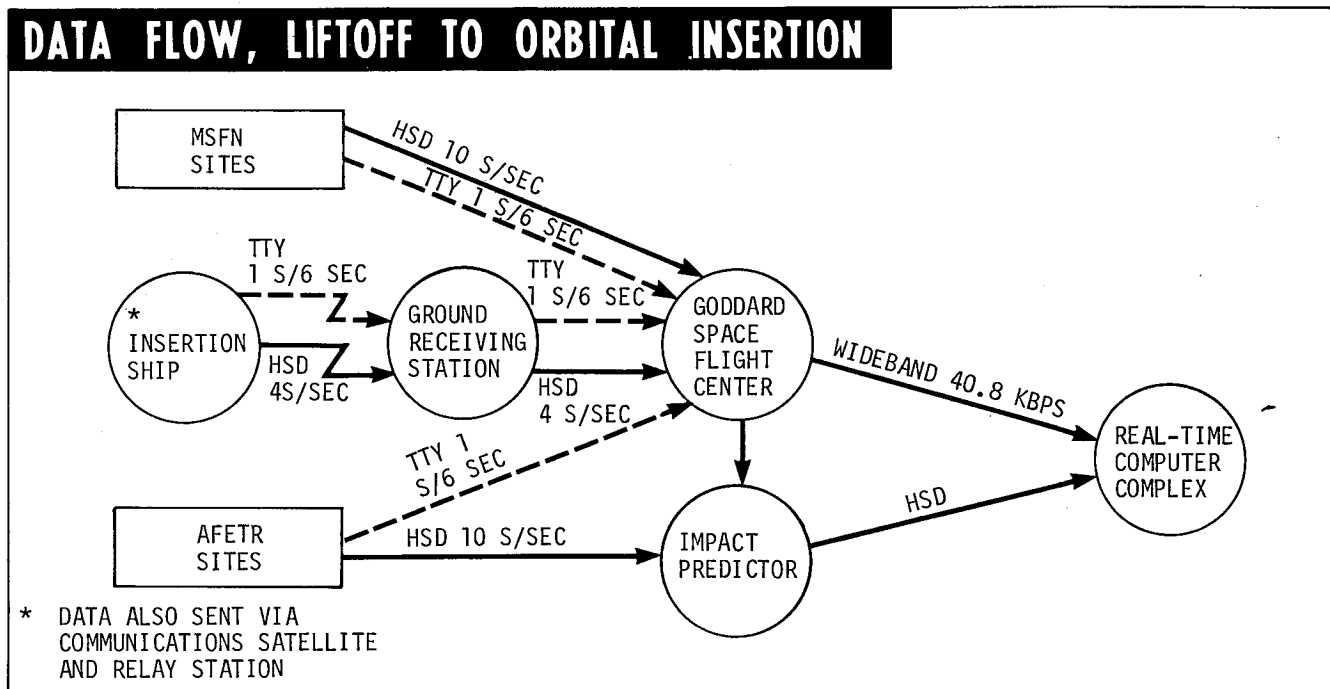 DATA FLOW, LIFTOFF TO ORBITAL INSERTION
MSFN
SITES
HSD 10 S/SEC
TTY 1 S/6 SEC
TTY
1 S/6 SEC
*
INSERTION
SHIP
HSD
4S/SEC
GROUND
RECEIVING
STATION
TTY
1 S/6 SEC
HSD
4 S/SEC
GODDARD
SPACE
FLIGHT
CENTER
WIDEBAND 40.8 KBPS
REAL-TIME
COMPUTER
COMPLEX
TTY 1
S/6 SEC
AFETR
SITES
HSD 10 S/SEC
IMPACT
PREDICTOR
HSD
* DATA ALSO SENT VIA
COMMUNICATIONS SATELLITE
AND RELAY STATION